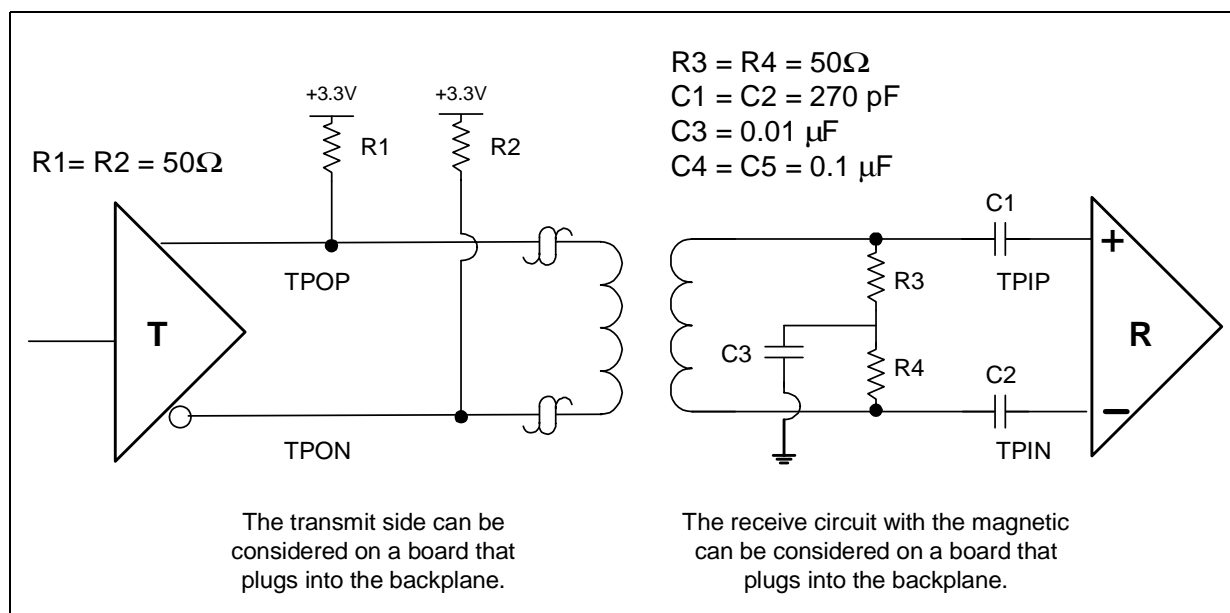 R3 = R4 = 50Ω
C1 = C2 = 270 pF
C3 = 0.01 μF
C4 = C5 = 0.1 μF
+3.3V
+3.3V
R1
R2
R1= R2 = 50Ω
C1
+
TPOP
TPIP
R3
T
C3
R
R4
C2
−
TPON
TPIN
The transmit side can be
considered on a board that
plugs into the backplane.
The receive circuit with the magnetic
can be considered on a board that
plugs into the backplane.